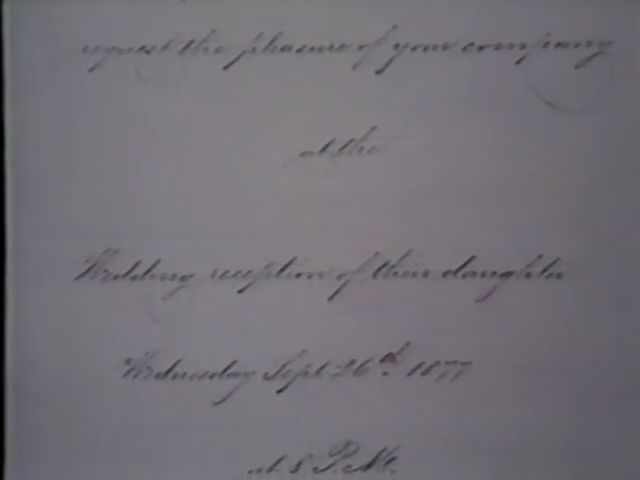 request the pleasure of your company
at the
Wedding reception of their daughter
Wednesday Sept. 26th. 1877
at 8 P.M.